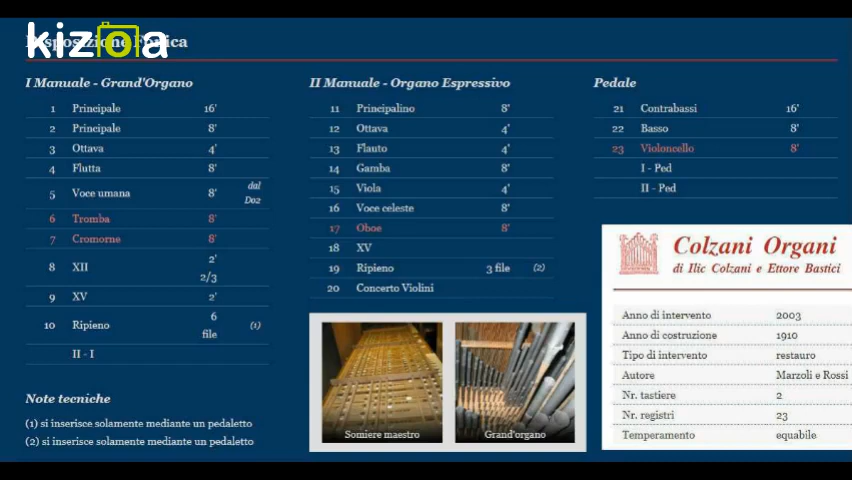 kizoa
Disposizione Fonica
I Manuale - Grand'Organo
1 Principale 16'
2 Principale 8'
3 Ottava 4'
4 Flutta 8'
5 Voce umana 8' dal Do2
6 Tromba 8'
7 Cromorne 8'
8 XII 2' 2/3
9 XV 2'
10 Ripieno 6 file (1)
II - I
Note tecniche
(1) si inserisce solamente mediante un pedaletto
(2) si inserisce solamente mediante un pedaletto
II Manuale - Organo Espressivo
11 Principalino 8'
12 Ottava 4'
13 Flauto 4'
14 Gamba 8'
15 Viola 4'
16 Voce celeste 8'
17 Oboe 8'
18 XV
19 Ripieno 3 file (2)
20 Concerto Violini
Somiere maestro
Grand'organo
Pedale
21 Contrabassi 16'
22 Basso 8'
23 Violoncello 8'
I - Ped
II - Ped
Colzani Organi
di Ilic Colzani e Ettore Bastici
Anno di intervento 2003
Anno di costruzione 1910
Tipo di intervento restauro
Autore Marzoli e Rossi
Nr. tastiere 2
Nr. registri 23
Temperamento equabile